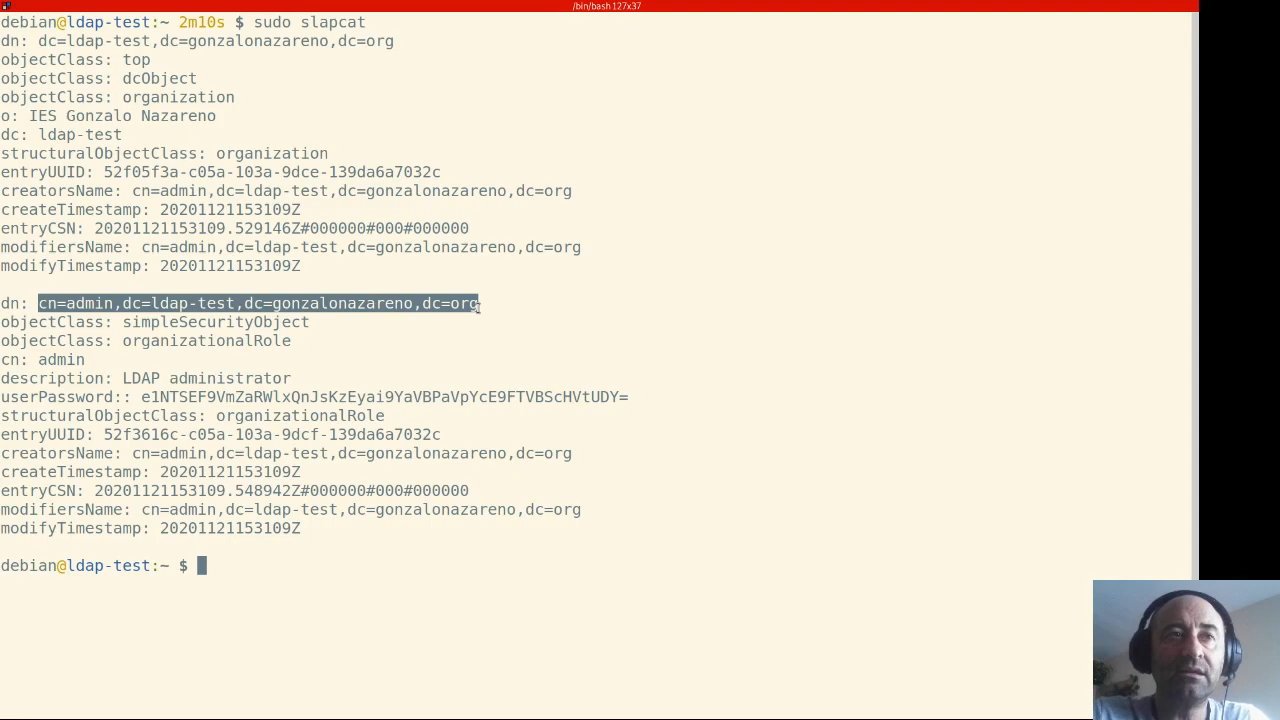 /bin/bash 127x37
debian@ldap-test:~ 2m10s $ sudo slapcat
dn: dc=ldap-test,dc=gonzalonazareno,dc=org
objectClass: top
objectClass: dcObject
objectClass: organization
o: IES Gonzalo Nazareno
dc: ldap-test
structuralObjectClass: organization
entryUUID: 52f05f3a-c05a-103a-9dce-139da6a7032c
creatorsName: cn=admin,dc=ldap-test,dc=gonzalonazareno,dc=org
createTimestamp: 20201121153109Z
entryCSN: 20201121153109.529146Z#000000#000#000000
modifiersName: cn=admin,dc=ldap-test,dc=gonzalonazareno,dc=org
modifyTimestamp: 20201121153109Z
dn: cn=admin,dc=ldap-test,dc=gonzalonazareno,dc=org
objectClass: simpleSecurityObject
objectClass: organizationalRole
cn: admin
description: LDAP administrator
userPassword:: e1NTSEF9VmZaRWlxQnJsKzEyai9YaVBPaVpYcE9FTVBScHVtUDY=
structuralObjectClass: organizationalRole
entryUUID: 52f3616c-c05a-103a-9dcf-139da6a7032c
creatorsName: cn=admin,dc=ldap-test,dc=gonzalonazareno,dc=org
createTimestamp: 20201121153109Z
entryCSN: 20201121153109.548942Z#000000#000#000000
modifiersName: cn=admin,dc=ldap-test,dc=gonzalonazareno,dc=org
modifyTimestamp: 20201121153109Z
debian@ldap-test:~ $